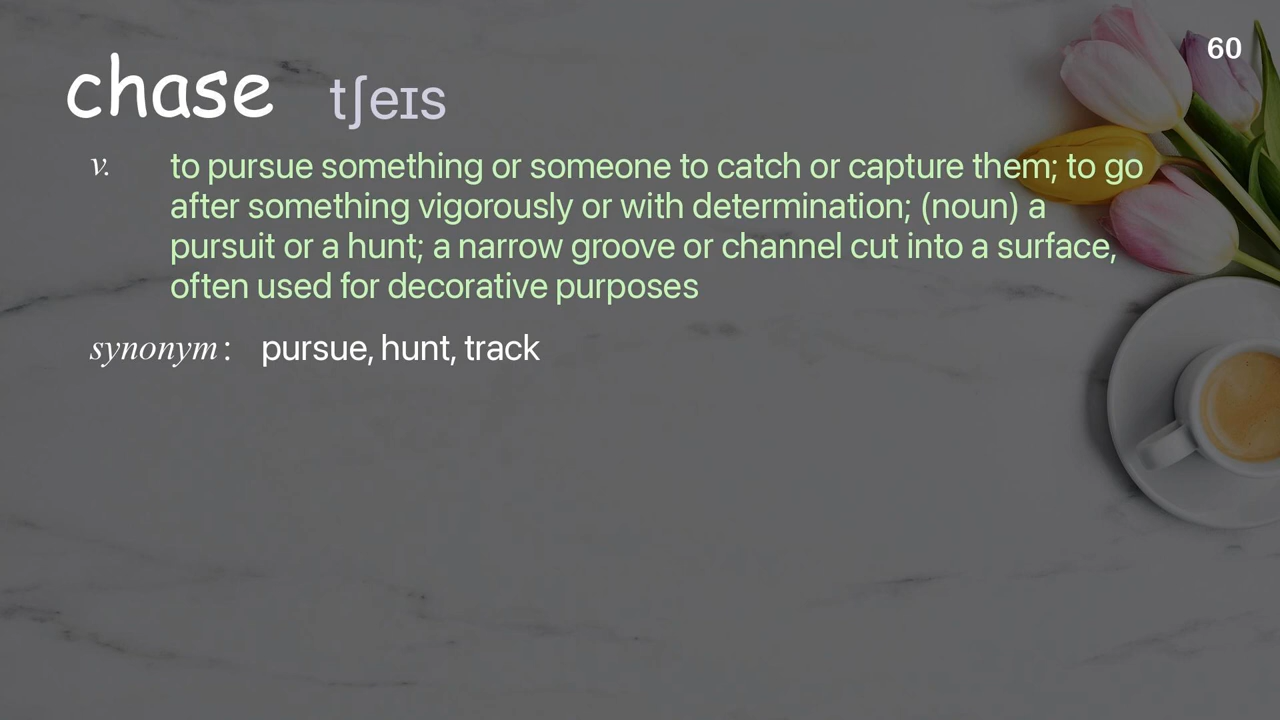 60
chase tʃeɪs
v. to pursue something or someone to catch or capture them; to go
after something vigorously or with determination; (noun) a
pursuit or a hunt; a narrow groove or channel cut into a surface,
often used for decorative purposes
synonym : pursue, hunt, track